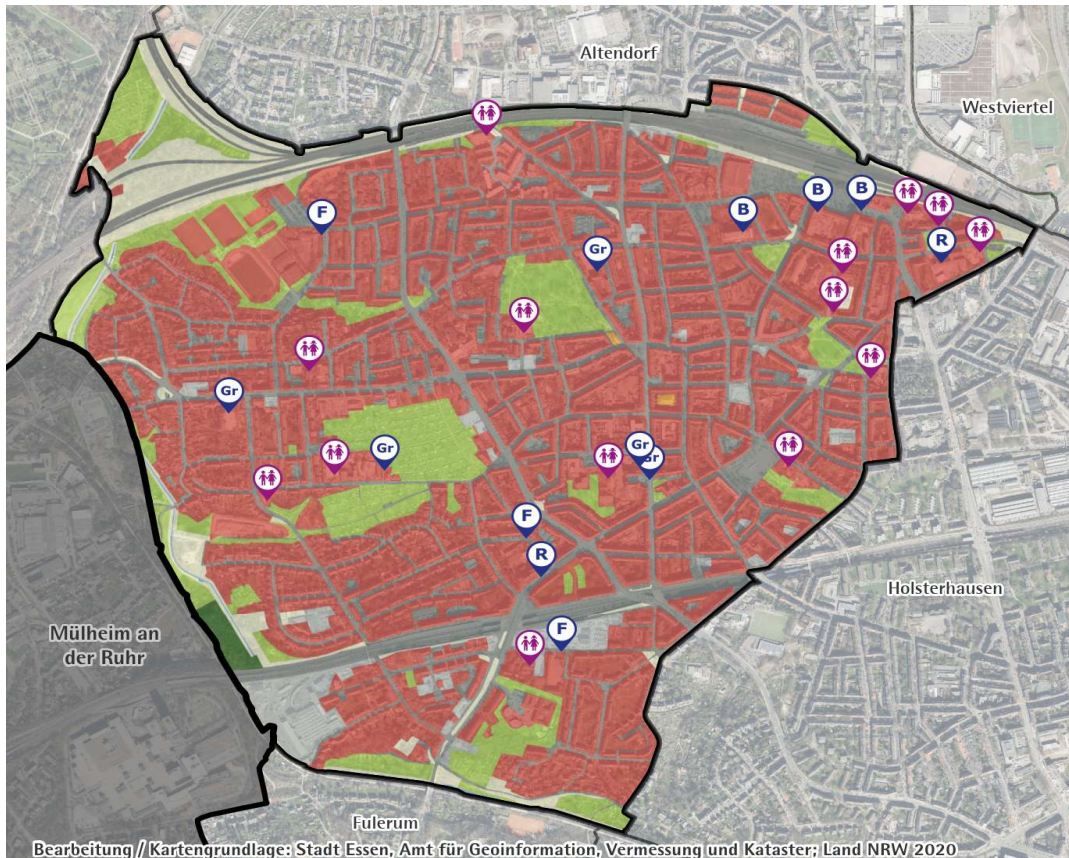 Altendorf
Westviertel
B
B
R
F
B
Gr
Gr
Gr
Gr
Gr
F
R
Holsterhausen
Mülheim an
der Ruhr
F
Fulerum
Bearbeitung / Kartengrundlage: Stadt Essen, Amt für Geoinformation, Vermessung und Kataster; Land NRW 2020